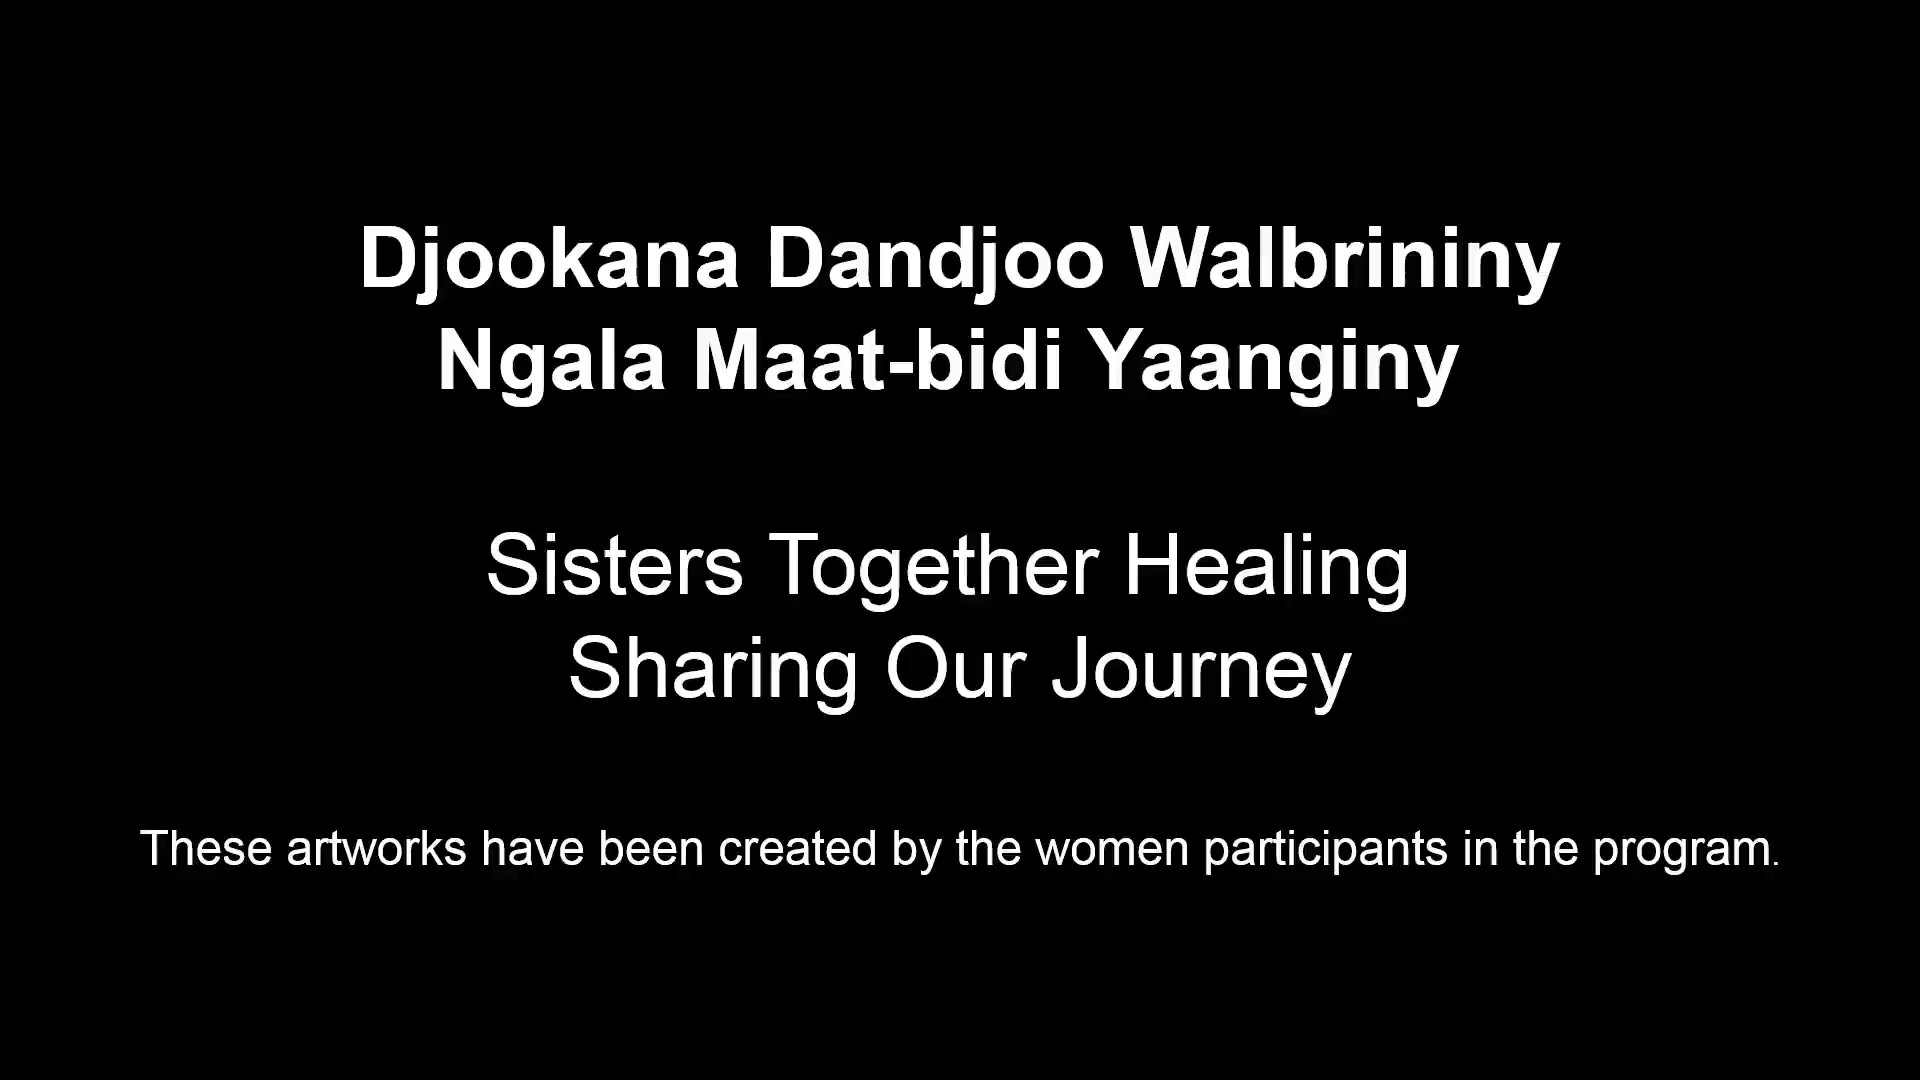 Djookana Dandjoo Walbrininy
Ngala Maat-bidi Yaanginy
Sisters Together Healing
Sharing Our Journey
These artworks have been created by the women participants in the program.